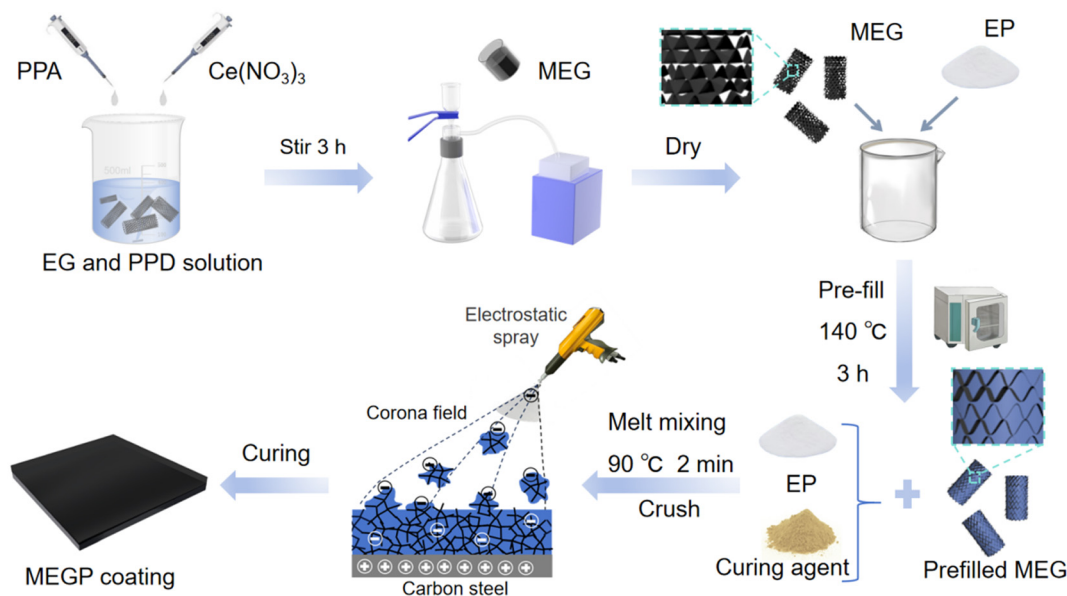 PPA
Ce(NO₃)₃
500ml
EG and PPD solution
Stir 3 h
MEG
Dry
MEG
EP
Pre-fill
140 ℃
3 h
Prefilled MEG
EP
Curing agent
Melt mixing
90 ℃ 2 min
Crush
Electrostatic
spray
Corona field
Carbon steel
Curing
MEGP coating